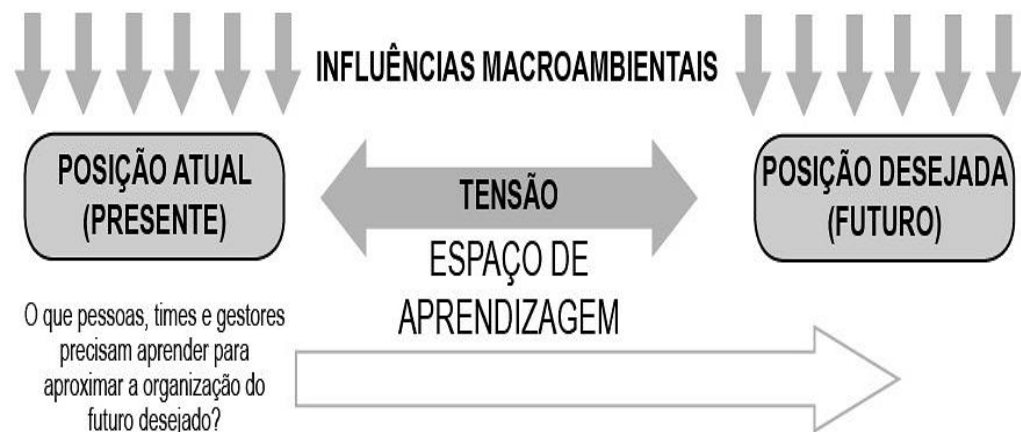 INFLUÊNCIAS MACROAMBIENTAIS
POSIÇÃO ATUAL
(PRESENTE)
TENSÃO
POSIÇÃO DESEJADA
(FUTURO)
ESPAÇO DE
APRENDIZAGEM
O que pessoas, times e gestores
precisam aprender para
aproximar a organização do
futuro desejado?